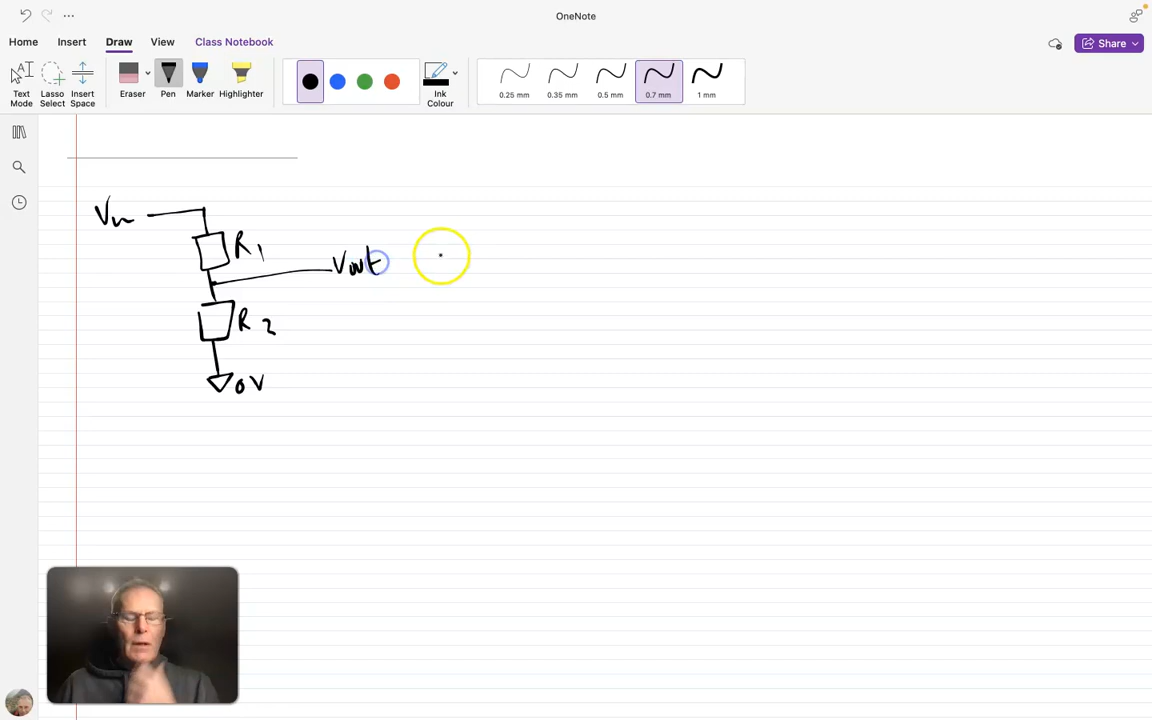 OneNote
Home Insert Draw View Class Notebook
Share
Text Mode
Lasso Select
Insert Space
Eraser
Pen
Marker
Highlighter
Ink Colour
0.25 mm
0.35 mm
0.5 mm
0.7 mm
1 mm
Vin
R1
Vout
R2
0V